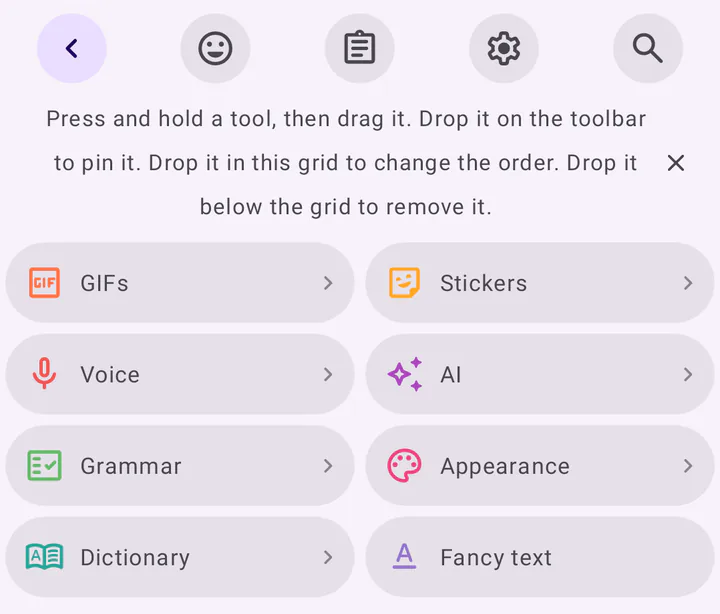 Press and hold a tool, then drag it. Drop it on the toolbar
to pin it. Drop it in this grid to change the order. Drop it
below the grid to remove it.
GIF GIFs
Stickers
Voice
AI
Grammar
Appearance
A Dictionary
A Fancy text